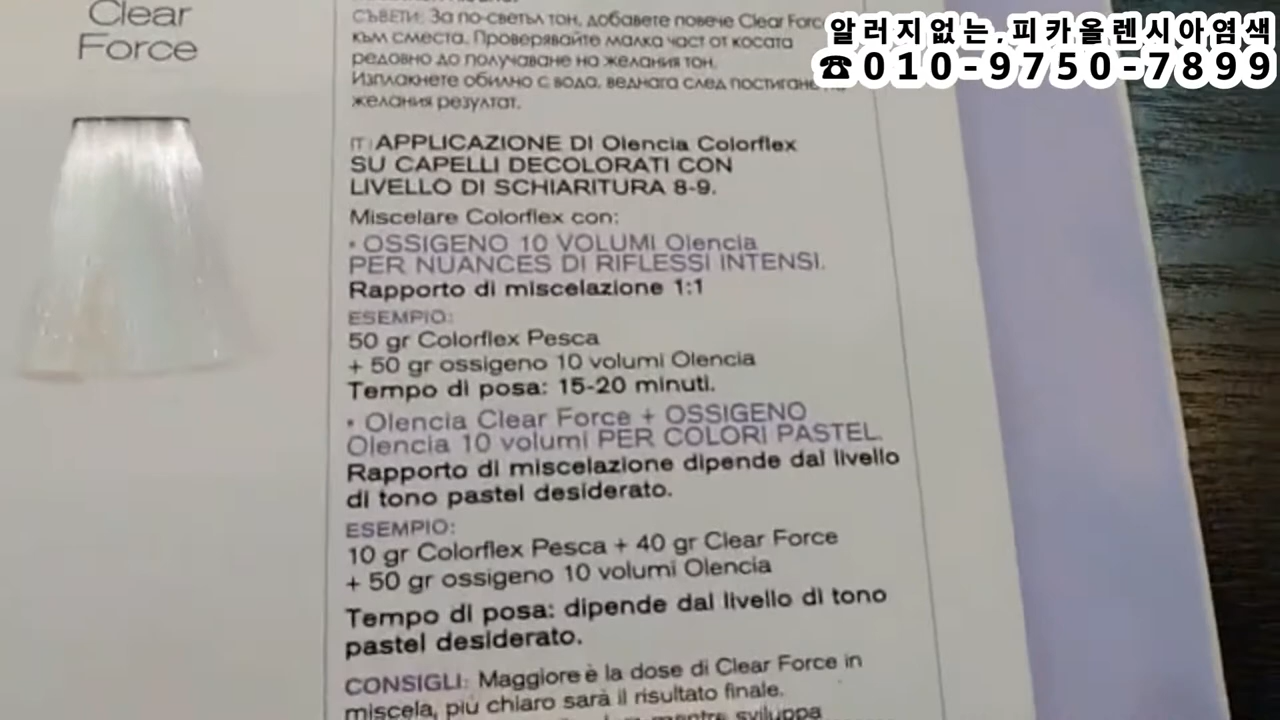 Clear
Force
알러지없는,피카올렌시아염색
☎010-9750-7899
СЪВЕТИ: За по-светъл тон, добавете повече Clear Force
към сместа. Проверявайте малка част от косата
редовно до получаване на желания тон.
Изплакнете обилно с вода, веднага след постигане
желания резултат.
IT APPLICAZIONE DI Olencia Colorflex
SU CAPELLI DECOLORATI CON
LIVELLO DI SCHIARITURA 8-9.
Miscelare Colorflex con:
• OSSIGENO 10 VOLUMI Olencia
PER NUANCES DI RIFLESSI INTENSI.
Rapporto di miscelazione 1:1
ESEMPIO:
50 gr Colorflex Pesca
+ 50 gr ossigeno 10 volumi Olencia
Tempo di posa: 15-20 minuti.
• Olencia Clear Force + OSSIGENO
Olencia 10 volumi PER COLORI PASTEL.
Rapporto di miscelazione dipende dal livello
di tono pastel desiderato.
ESEMPIO:
10 gr Colorflex Pesca + 40 gr Clear Force
+ 50 gr ossigeno 10 volumi Olencia
Tempo di posa: dipende dal livello di tono
pastel desiderato.
CONSIGLI: Maggiore è la dose di Clear Force in
miscela, più chiaro sarà il risultato finale.
mentre sviluppa